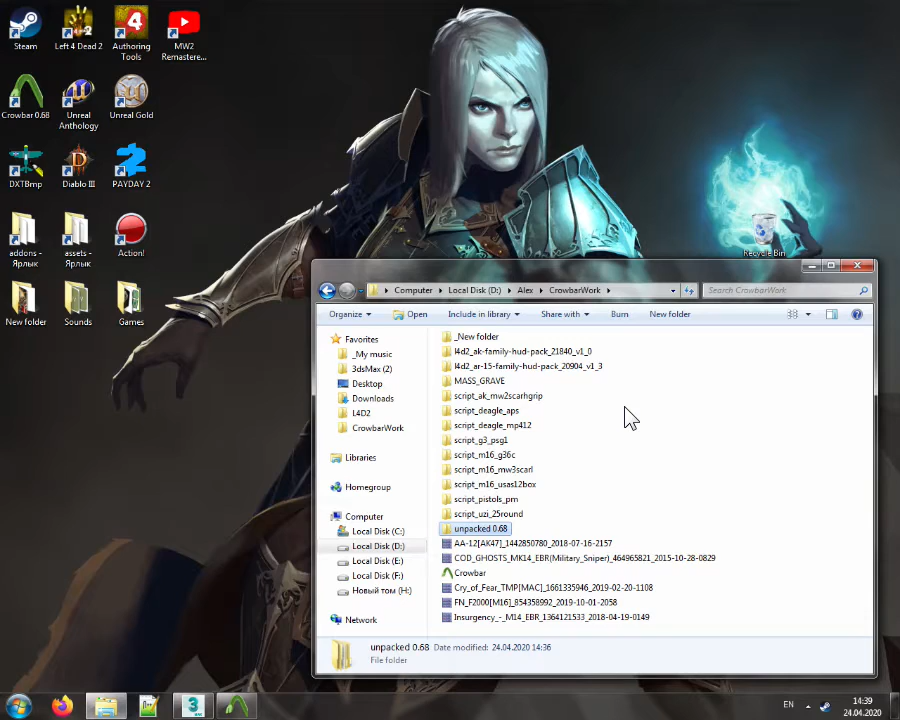 Steam
Left 4 Dead 2
Authoring
Tools
MW2
Remastere...
Crowbar 0.68
Unreal
Anthology
Unreal Gold
DXTBmp
Diablo III
PAYDAY 2
addons -
Ярлык
assets -
Ярлык
Action!
New folder
Sounds
Games
Recycle Bin
Computer
Local Disk (D:)
Alex
CrowbarWork
Search CrowbarWork
Organize
Open
Include in library
Share with
Burn
New folder
Favorites
_My music
3dsMax (2)
Desktop
Downloads
L4D2
CrowbarWork
Libraries
Homegroup
Computer
Local Disk (C:)
Local Disk (D:)
Local Disk (E:)
Local Disk (F:)
Новый том (H:)
Network
_New folder
l4d2_ak-family-hud-pack_21840_v1_0
l4d2_ar-15-family-hud-pack_20904_v1_3
MASS_GRAVE
script_ak_mw2scarhgrip
script_deagle_aps
script_deagle_mp412
script_g3_psg1
script_m16_g36c
script_m16_mw3scarl
script_m16_usas12box
script_pistols_pm
script_uzi_25round
unpacked 0.68
AA-12[AK47]_1442850780_2018-07-16-2157
COD_GHOSTS_MK14_EBR(Military_Sniper)_464965821_2015-10-28-0829
Crowbar
Cry_of_Fear_TMP[MAC]_1661335946_2019-02-20-1108
FN_F2000[M16]_854358992_2019-10-01-2058
Insurgency_-_M14_EBR_1364121533_2018-04-19-0149
unpacked 0.68 Date modified: 24.04.2020 14:36
File folder
EN
14:39
24.04.2020